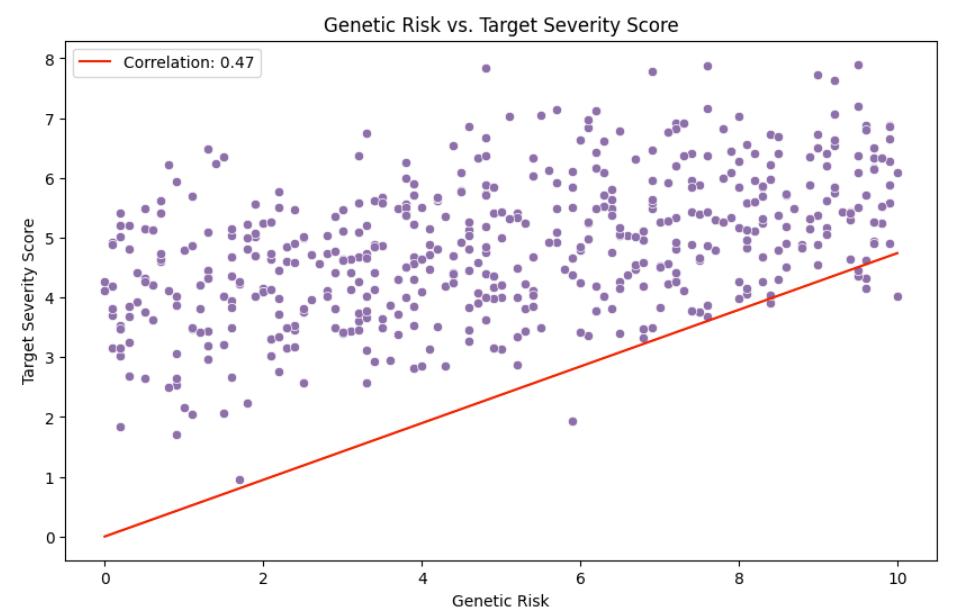 Genetic Risk vs. Target Severity Score
Correlation: 0.47
8
7
6
5
4
3
2
1
0
Target Severity Score
0 2 4 6 8 10
Genetic Risk